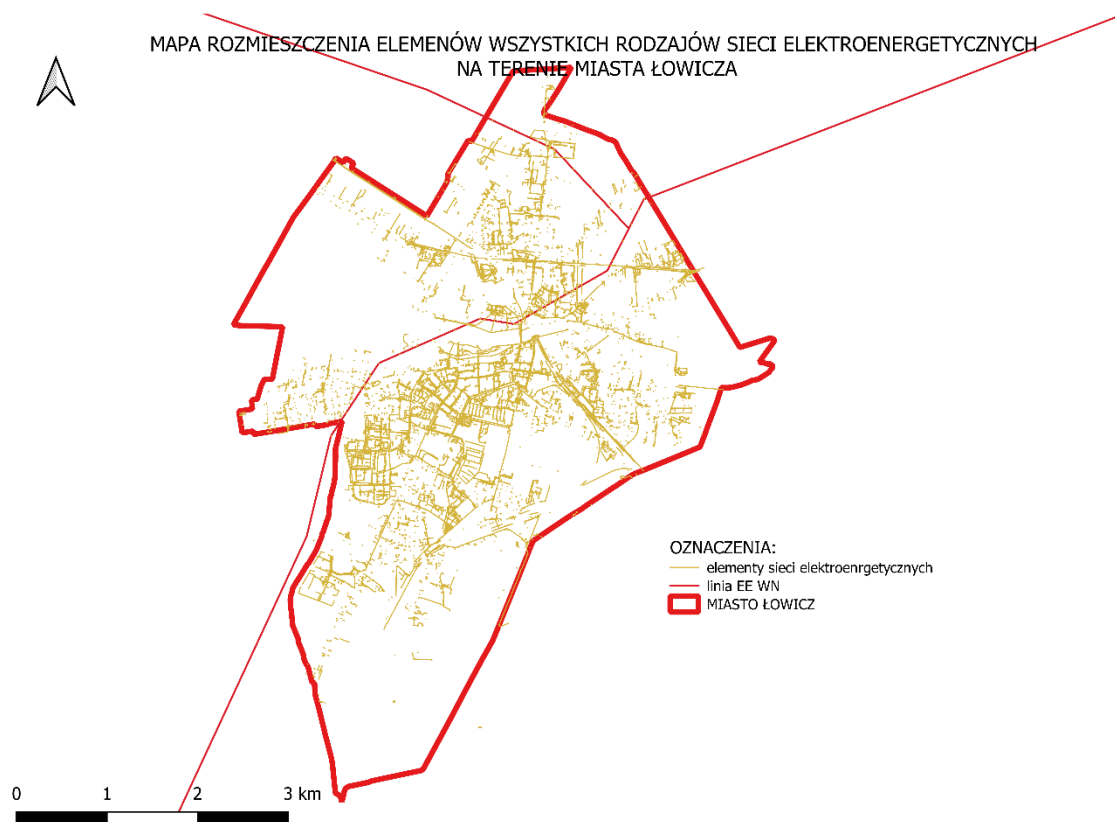 MAPA ROZMIESZCZENIA ELEMENÓW WSZYSTKICH RODZAJÓW SIECI ELEKTROENERGETYCZNYCH
NA TERENIE MIASTA ŁOWICZA
OZNACZENIA:
elementy sieci elektroenrgetycznych
linia EE WN
MIASTO ŁOWICZ
0 1 2 3 km